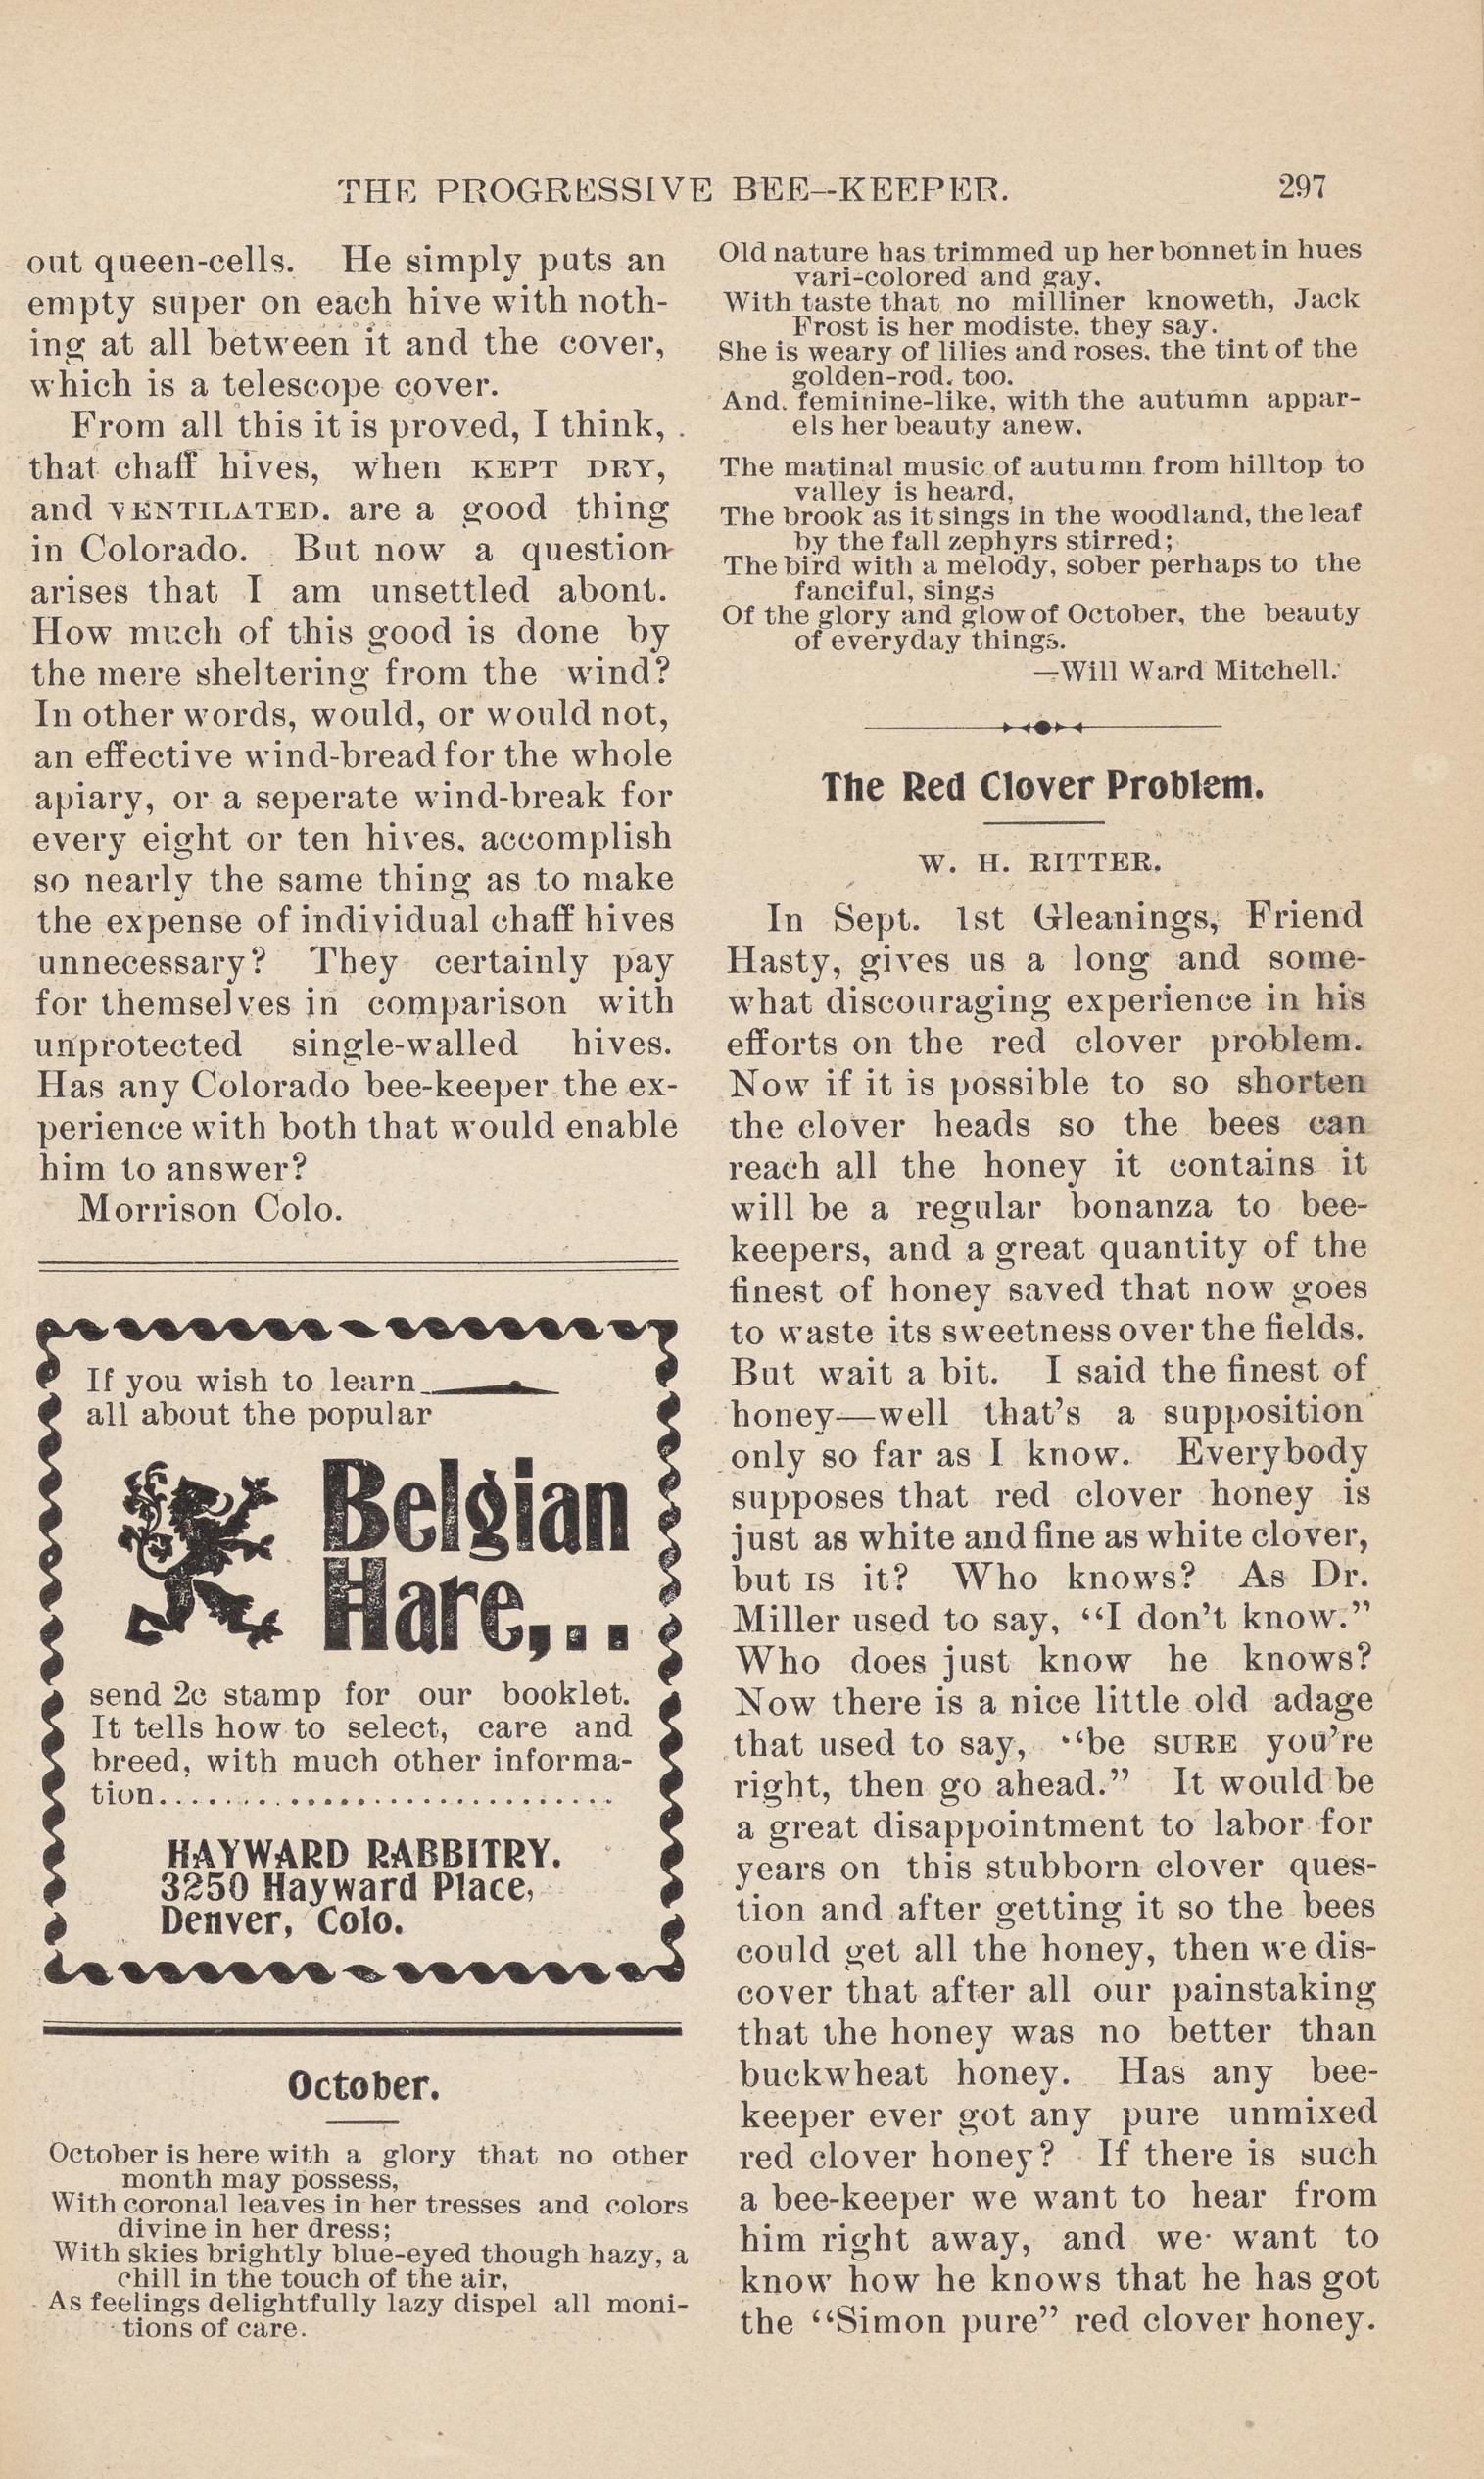 THE PROGRESSIVE BEE-KEEPER. 297
out queen-cells. He simply puts an
empty super on each hive with noth-
ing at all between it and the cover,
which is a telescope cover.
From all this it is proved, I think,
that chaff hives, when KEPT DRY,
and VENTILATED. are a good thing
in Colorado. But now a question
arises that I am unsettled abont.
How much of this good is done by
the mere sheltering from the wind?
In other words, would, or would not,
an effective wind-bread for the whole
apiary, or a seperate wind-break for
every eight or ten hives, accomplish
so nearly the same thing as to make
the expense of individual chaff hives
unnecessary? They certainly pay
for themselves in comparison with
unprotected single-walled hives.
Has any Colorado bee-keeper the ex-
perience with both that would enable
him to answer?
Morrison Colo.
If you wish to learn
all about the popular
Belgian
Hare,..
send 2c stamp for our booklet.
It tells how to select, care and
breed, with much other informa-
tion..................................
HAYWARD RABBITRY.
3250 Hayward Place,
Denver, Colo.
October.
October is here with a glory that no other
month may possess,
With coronal leaves in her tresses and colors
divine in her dress;
With skies brightly blue-eyed though hazy, a
chill in the touch of the air,
As feelings delightfully lazy dispel all moni-
tions of care.
Old nature has trimmed up her bonnet in hues
vari-colored and gay.
With taste that no milliner knoweth, Jack
Frost is her modiste. they say.
She is weary of lilies and roses. the tint of the
golden-rod. too.
And. feminine-like, with the autumn appar-
els her beauty anew.
The matinal music of autumn from hilltop to
valley is heard,
The brook as it sings in the woodland, the leaf
by the fall zephyrs stirred;
The bird with a melody, sober perhaps to the
fanciful, sings
Of the glory and glow of October, the beauty
of everyday things.
—Will Ward Mitchell.
The Red Clover Problem.
W. H. RITTER.
In Sept. 1st Gleanings, Friend
Hasty, gives us a long and some-
what discouraging experience in his
efforts on the red clover problem.
Now if it is possible to so shorten
the clover heads so the bees can
reach all the honey it contains it
will be a regular bonanza to bee-
keepers, and a great quantity of the
finest of honey saved that now goes
to waste its sweetness over the fields.
But wait a bit. I said the finest of
honey—well that's a supposition
only so far as I know. Everybody
supposes that red clover honey is
just as white and fine as white clover,
but IS it? Who knows? As Dr.
Miller used to say, "I don't know."
Who does just know he knows?
Now there is a nice little old adage
that used to say, "be SURE you're
right, then go ahead." It would be
a great disappointment to labor for
years on this stubborn clover ques-
tion and after getting it so the bees
could get all the honey, then we dis-
cover that after all our painstaking
that the honey was no better than
buckwheat honey. Has any bee-
keeper ever got any pure unmixed
red clover honey? If there is such
a bee-keeper we want to hear from
him right away, and we want to
know how he knows that he has got
the "Simon pure" red clover honey.